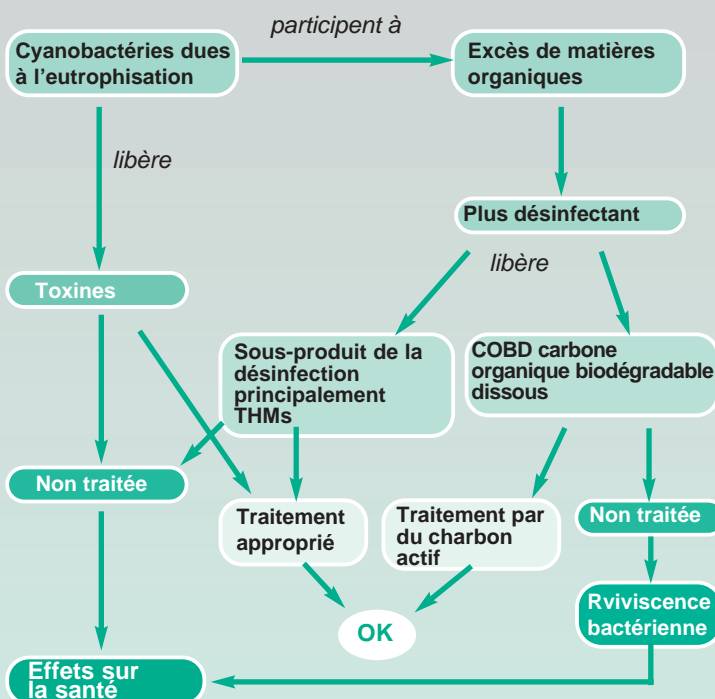 participent à
Cyanobactéries dues
à l'eutrophisation
Excès de matières
organiques
libère
Plus désinfectant
libère
Toxines
Sous-produit de la
désinfection
principalement
THMs
COBD carbone
organique biodégradable
dissous
Non traitée
Traitement
approprié
Traitement par
du charbon
actif
Non traitée
OK
Rviviscence
bactérienne
Effets sur
la santé